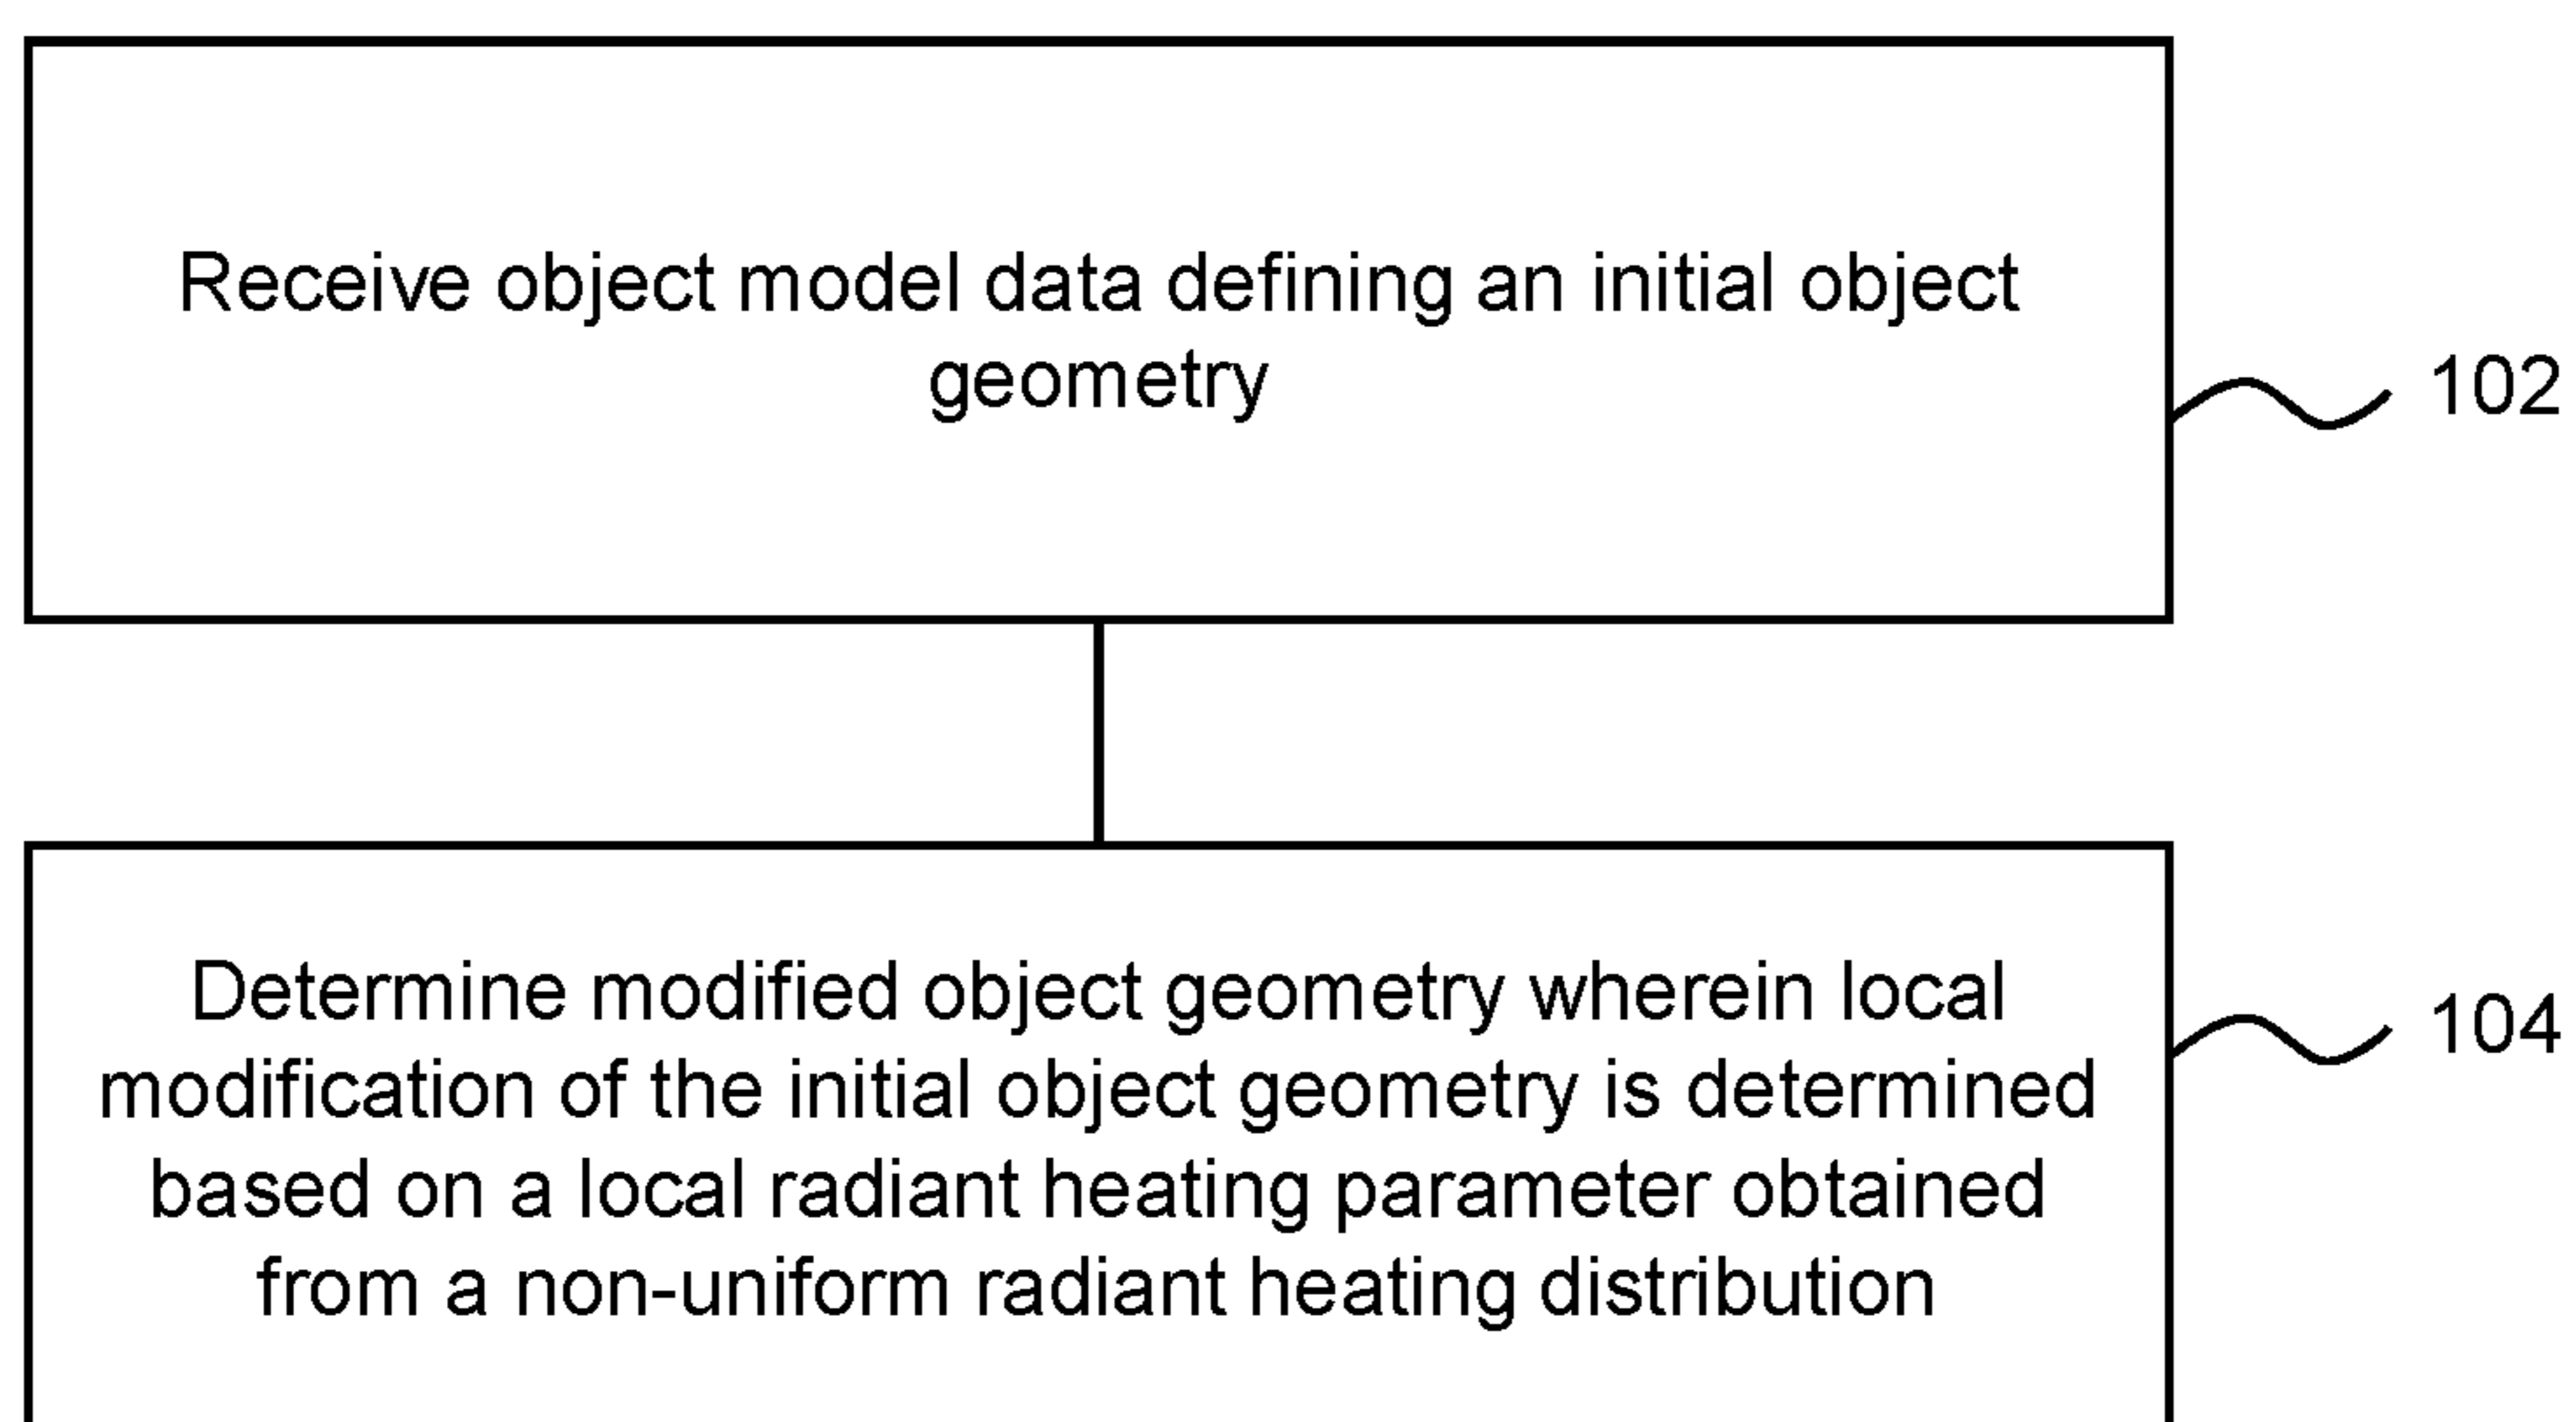 Receive object model data defining an initial object
geometry
102
Determine modified object geometry wherein local
modification of the initial object geometry is determined
based on a local radiant heating parameter obtained
from a non-uniform radiant heating distribution
104